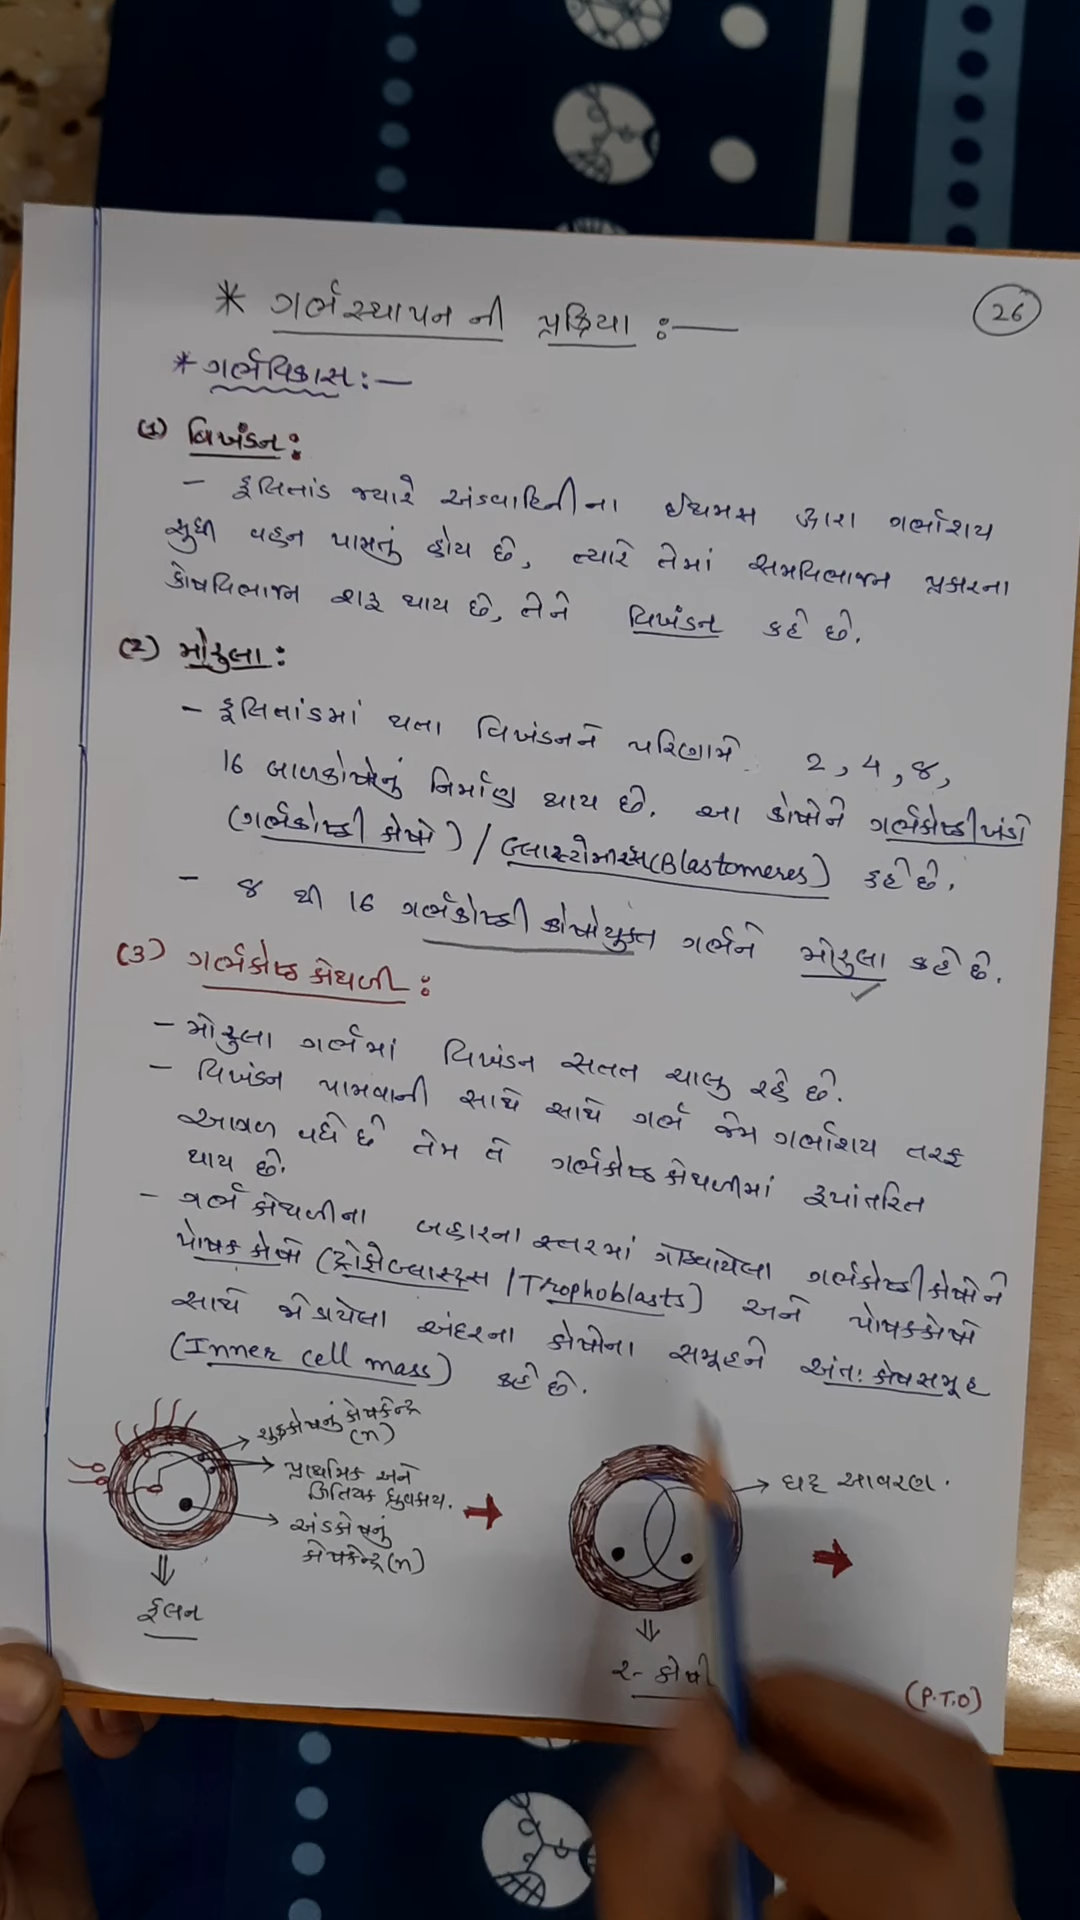 * ગર્ભસ્થાપન ની પ્રક્રિયા :—
26
* ગર્ભવિકાસ :—
(1) વિખંડન :
- ફલિતાંડ જ્યારે અંડવાહિનીના ઈથમસ દ્વારા ગર્ભાશય
સુધી વહન પામતું હોય છે, ત્યારે તેમાં સમવિભાજન પ્રકારના
કોષવિભાજન શરૂ થાય છે, તેને વિખંડન કહે છે.
(2) મોરુલા :
- ફલિતાંડમાં થતા વિખંડનને પરિણામે 2, 4, 8,
16 બાળકોષોનું નિર્માણ થાય છે. આ કોષોને ગર્ભકોષ્ઠી ખંડો
(ગર્ભકોષ્ઠી કોષો) / બ્લાસ્ટોમીરસ (Blastomeres) કહે છે.
- 8 થી 16 ગર્ભકોષ્ઠી કોષોયુક્ત ગર્ભને મોરુલા કહે છે.
(3) ગર્ભકોષ્ઠ કોથળી :
- મોરુલા ગર્ભમાં વિખંડન સતત ચાલુ રહે છે.
- વિખંડન પામવાની સાથે સાથે ગર્ભ જેમ ગર્ભાશય તરફ
આગળ વધે છે તેમ તે ગર્ભકોષ્ઠ કોથળીમાં રૂપાંતરિત
થાય છે.
- ગર્ભ કોથળીના બહારના સ્તરમાં ગોઠવાયેલા ગર્ભકોષ્ઠી કોષોને
પોષક કોષો (ટ્રોફોબ્લાસ્ટ્સ / Trophoblasts) અને પોષકકોષો
સાથે જોડાયેલા અંદરના કોષોના સમૂહને અંતઃ કોષસમૂહ
(Inner cell mass) કહે છે.
શુક્રકોષનું કોષકેન્દ્ર
(n)
પ્રાથમિક અને
દ્વિતિયક ધ્રુવકાય.
અંડકોષનું
કોષકેન્દ્ર (n)
ફલન
ઘટ્ટ આવરણ.
૨- કોષી
(P.T.O)